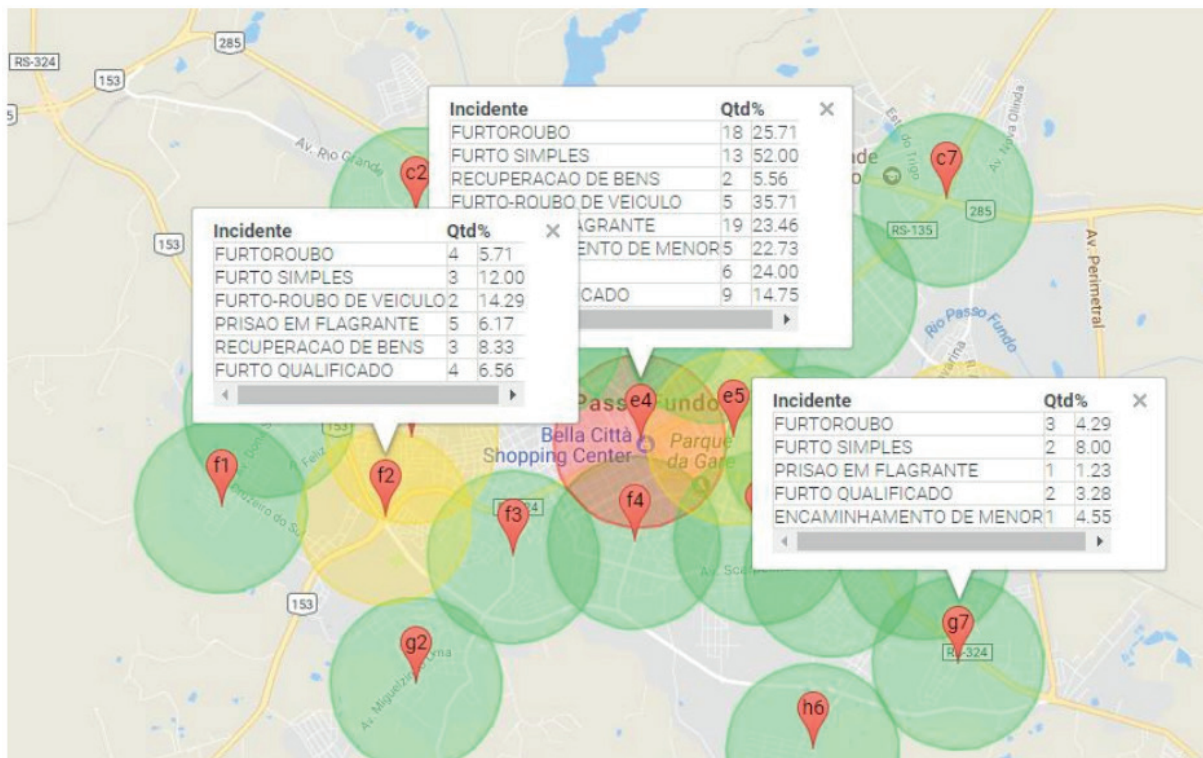 285
RS-324
153
Av. Rio Grande
c2
Incidente Qtd% ×
FURTOROUBO 18 25.71
FURTO SIMPLES 13 52.00
RECUPERACAO DE BENS 2 5.56
FURTO-ROUBO DE VEICULO 5 35.71
AGRANTE 19 23.46
ENTO DE MENOR 5 22.73
6 24.00
CADO 9 14.75
do Trigo
Av. Nova Olinda
c7
285
RS-135
Av. Perimetral
Rio Passo Fundo
153
Incidente Qtd% ×
FURTOROUBO 4 5.71
FURTO SIMPLES 3 12.00
FURTO-ROUBO DE VEICULO 2 14.29
PRISAO EM FLAGRANTE 5 6.17
RECUPERACAO DE BENS 3 8.33
FURTO QUALIFICADO 4 6.56
Passo Fundo
e4
e5
Bella Città
Shopping Center
Parque
da Gare
153
R. Feliz
f1
f2
f3
f4
Incidente Qtd% ×
FURTOROUBO 3 4.29
FURTO SIMPLES 2 8.00
PRISAO EM FLAGRANTE 1 1.23
FURTO QUALIFICADO 2 3.28
ENCAMINHAMENTO DE MENOR 1 4.55
153
g2
g7
RS-324
h6